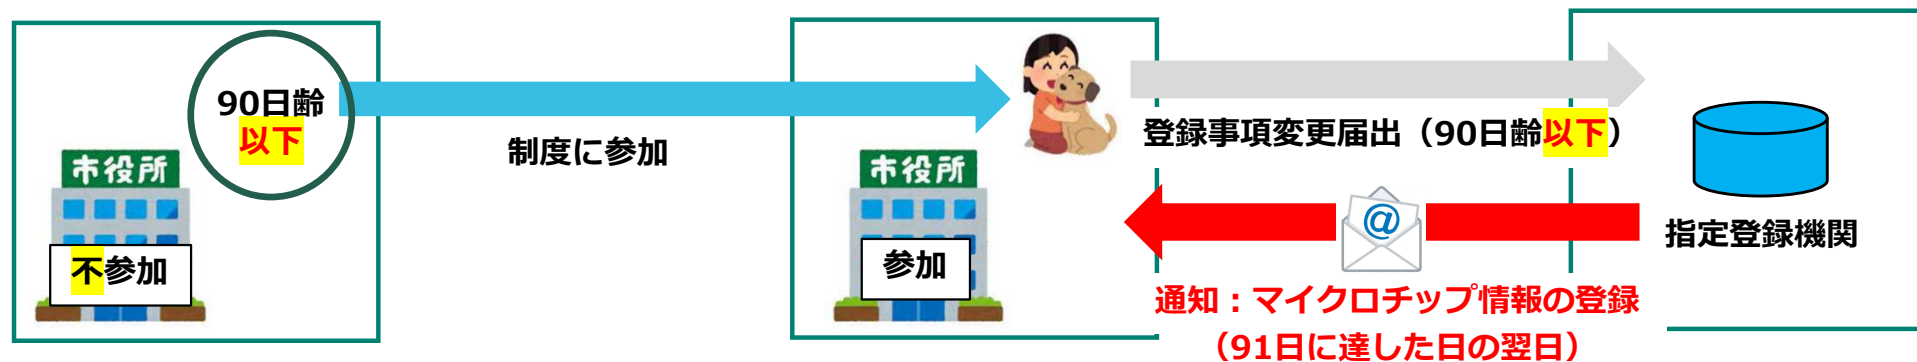 90日齢
以下
市役所
不参加
制度に参加
市役所
参加
登録事項変更届出（90日齢以下）
@
通知：マイクロチップ情報の登録
（91日に達した日の翌日）
指定登録機関